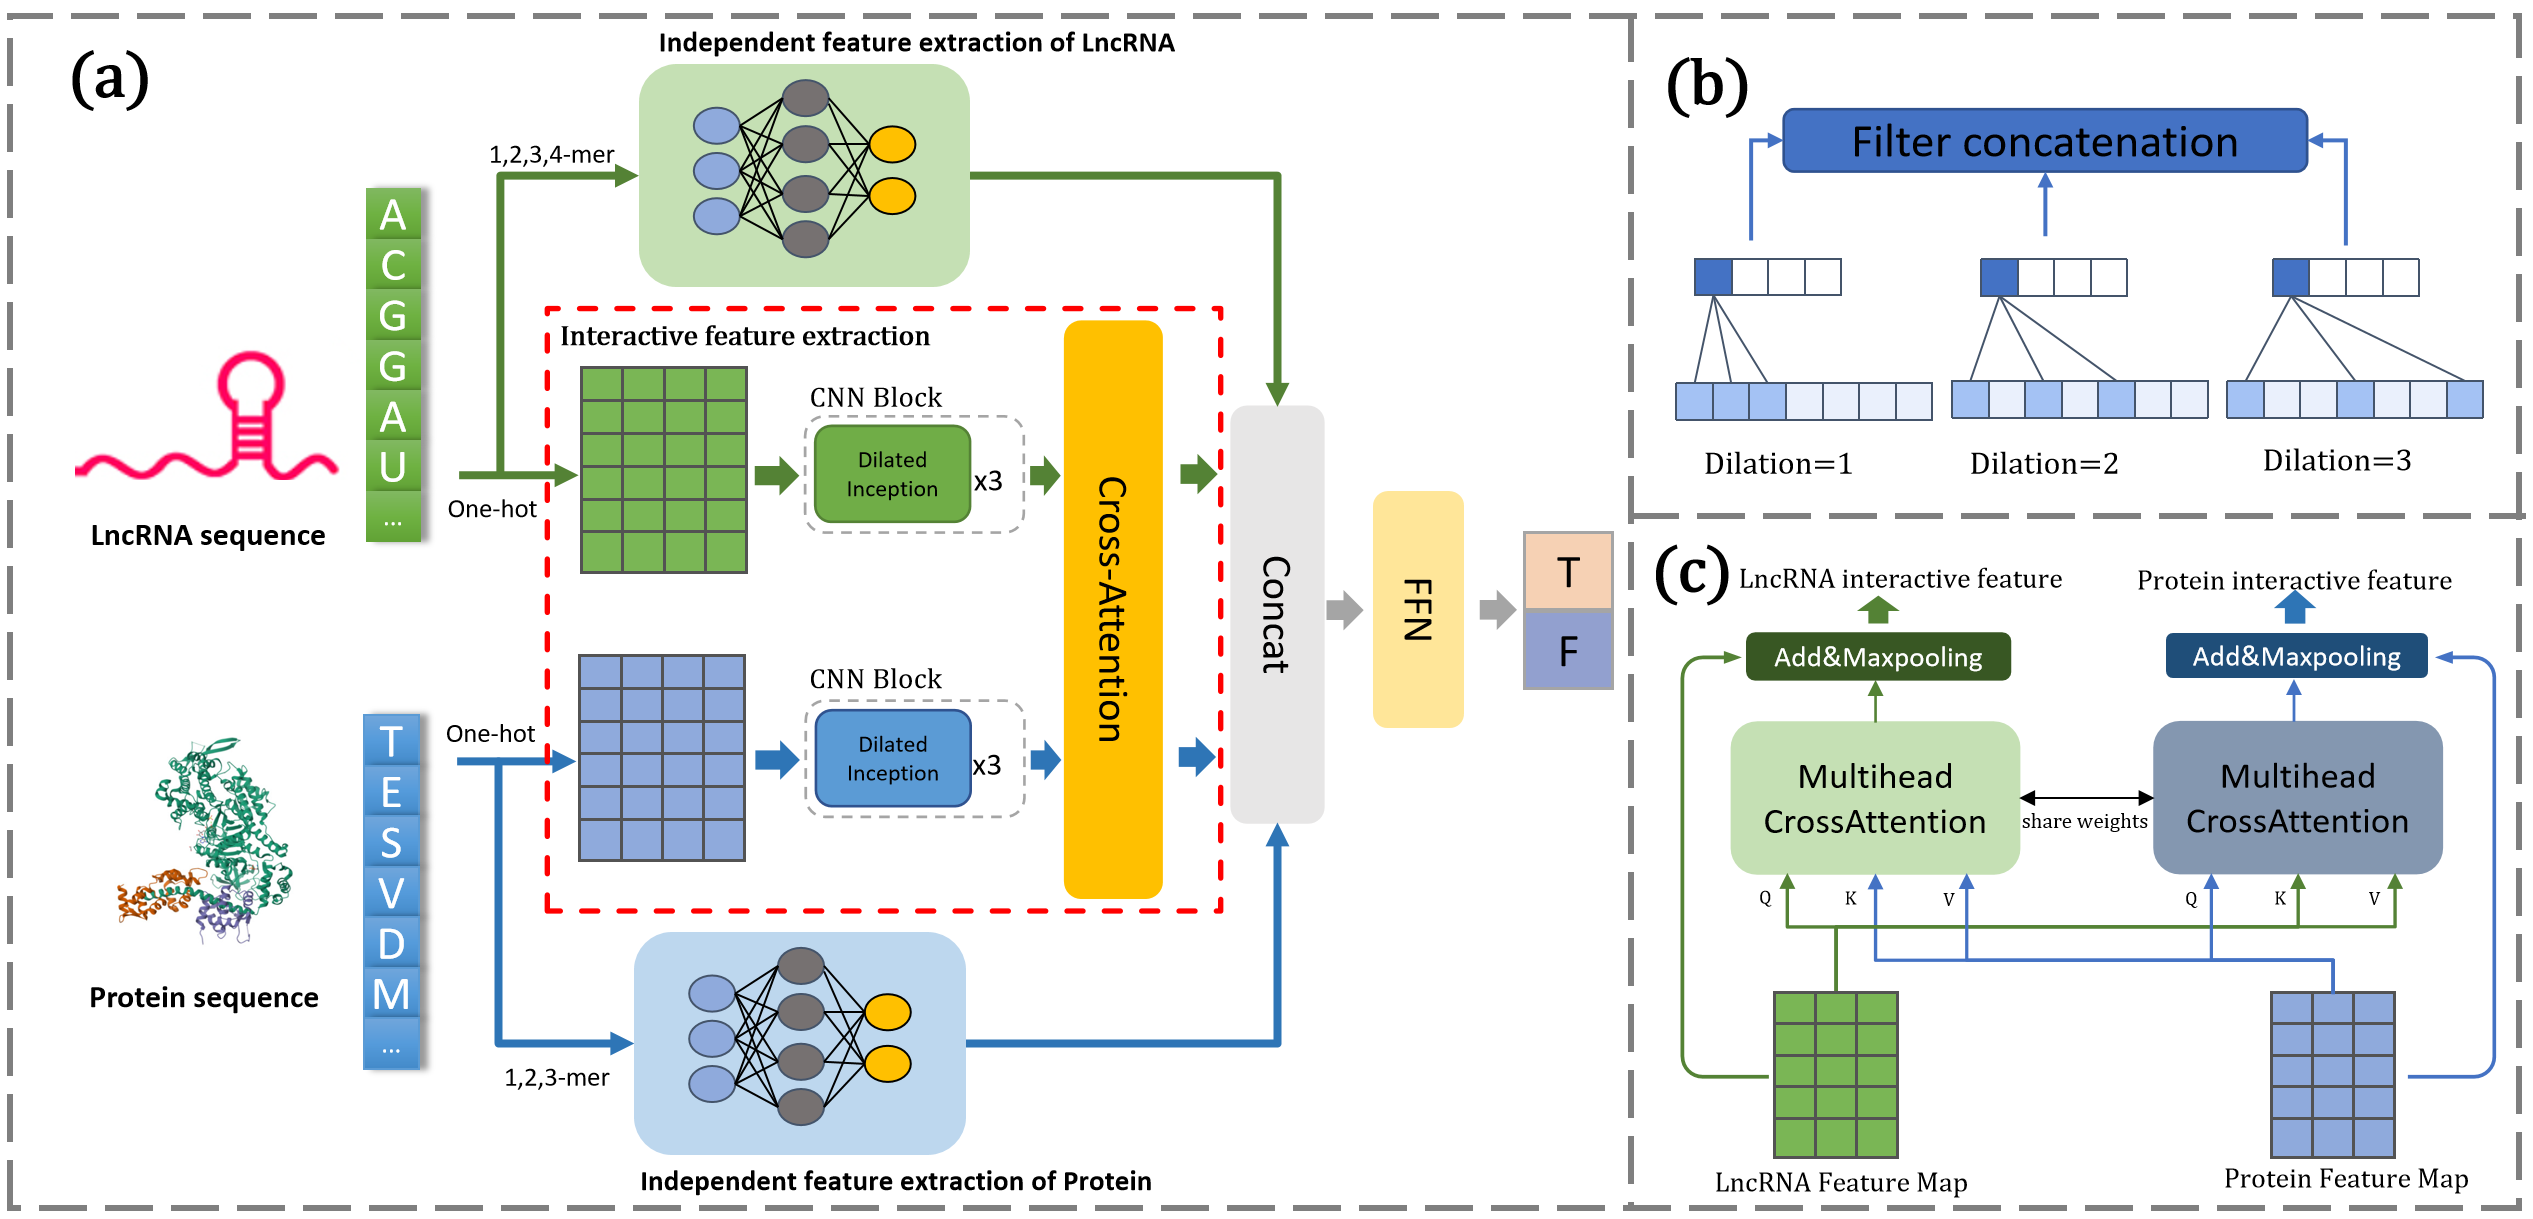 (a)
Independent feature extraction of LncRNA
1,2,3,4-mer
A
C
G
G
A
U
...
LncRNA sequence
One-hot
Interactive feature extraction
CNN Block
Dilated
Inception
x3
Cross-Attention
Concat
FFN
T
F
T
E
S
V
D
M
...
Protein sequence
One-hot
CNN Block
Dilated
Inception
x3
1,2,3-mer
Independent feature extraction of Protein
(b)
Filter concatenation
Dilation=1
Dilation=2
Dilation=3
(c)
LncRNA interactive feature
Protein interactive feature
Add&Maxpooling
Add&Maxpooling
Multihead
CrossAttention
share weights
Multihead
CrossAttention
Q
K
V
Q
K
V
LncRNA Feature Map
Protein Feature Map